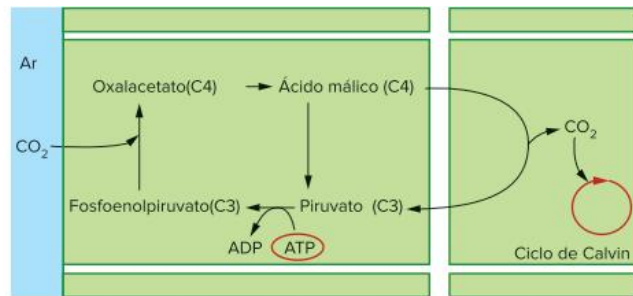 Ar
Oxalacetato(C4)
Ácido málico (C4)
CO₂
CO₂
Fosfoenolpiruvato(C3)
Piruvato (C3)
ADP
ATP
Ciclo de Calvin